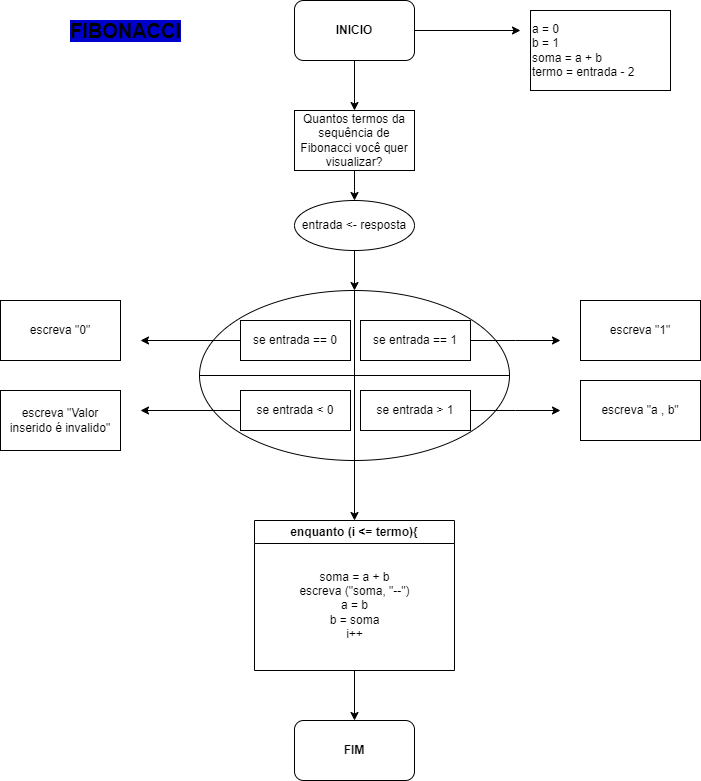 FIBONACCI
INICIO
a = 0
b = 1
soma = a + b
termo = entrada - 2
Quantos termos da
sequência de
Fibonacci você quer
visualizar?
entrada <- resposta
escreva "0"
se entrada == 0
se entrada == 1
escreva "1"
escreva "Valor
inserido é invalido"
se entrada < 0
se entrada > 1
escreva "a , b"
enquanto (i <= termo){
soma = a + b
escreva ("soma, "--")
a = b
b = soma
i++
FIM